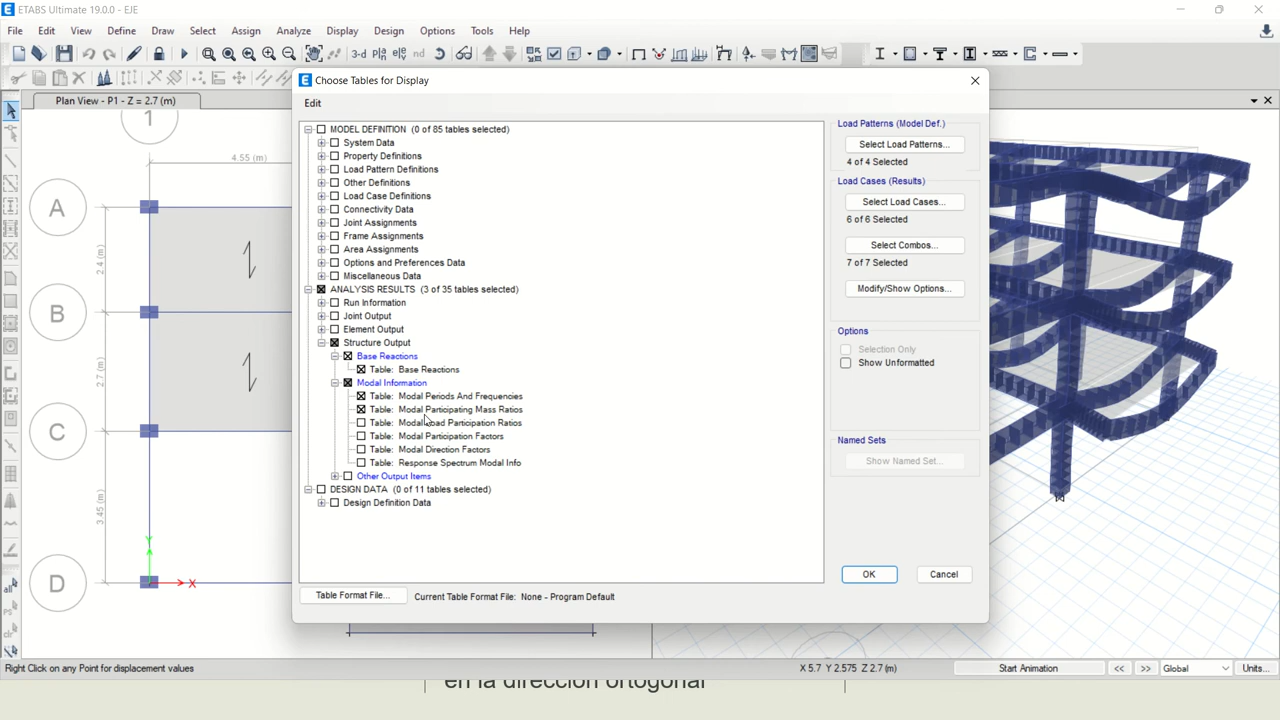 ETABS Ultimate 19.0.0 - EJE
File Edit View Define Draw Select Assign Analyze Display Design Options Tools Help
3-d
nd
Plan View - P1 - Z = 2.7 (m)
Choose Tables for Display
Edit
MODEL DEFINITION (0 of 85 tables selected)
System Data
Property Definitions
Load Pattern Definitions
Other Definitions
Load Case Definitions
Connectivity Data
Joint Assignments
Frame Assignments
Area Assignments
Options and Preferences Data
Miscellaneous Data
ANALYSIS RESULTS (3 of 35 tables selected)
Run Information
Joint Output
Element Output
Structure Output
Base Reactions
Table: Base Reactions
Modal Information
Table: Modal Periods And Frequencies
Table: Modal Participating Mass Ratios
Table: Modal Load Participation Ratios
Table: Modal Participation Factors
Table: Modal Direction Factors
Table: Response Spectrum Modal Info
Other Output Items
DESIGN DATA (0 of 11 tables selected)
Design Definition Data
Load Patterns (Model Def.)
Select Load Patterns...
4 of 4 Selected
Load Cases (Results)
Select Load Cases...
6 of 6 Selected
Select Combos...
7 of 7 Selected
Modify/Show Options...
Options
Selection Only
Show Unformatted
Named Sets
Show Named Set...
OK
Cancel
Table Format File...
Current Table Format File: None - Program Default
1
4.55 (m)
A
2.4 (m)
B
2.7 (m)
C
3.45 (m)
D
Y
X
all
ps
clr
Right Click on any Point for displacement values
X 5.7 Y 2.575 Z 2.7 (m)
Start Animation
<<
>>
Global
Units...
en la dirección ortogonal